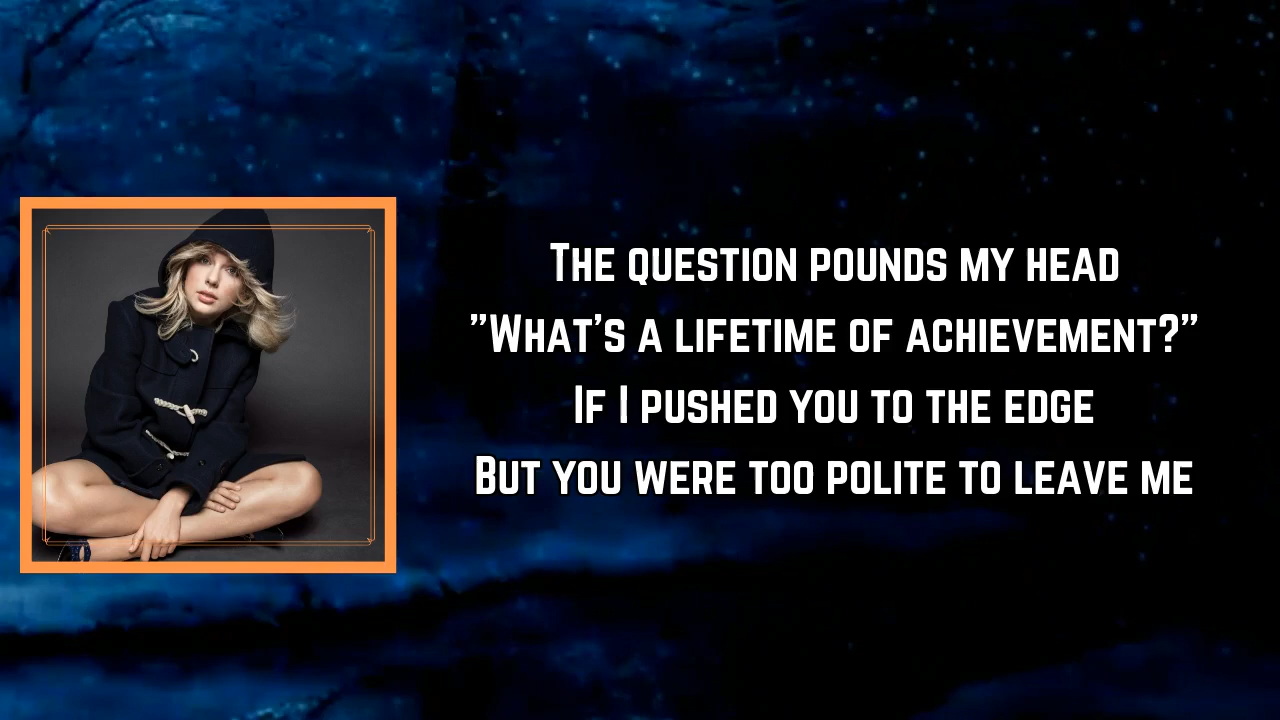 The question pounds my head
"What's a lifetime of achievement?"
If I pushed you to the edge
But you were too polite to leave me